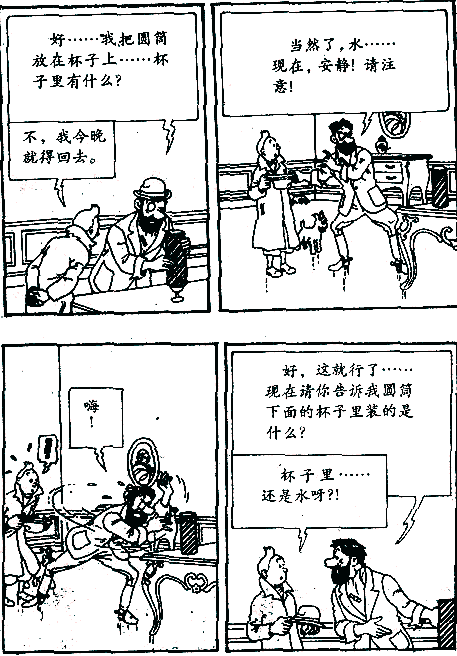 好……我把圆筒
放在杯子上……杯
子里有什么？
不，我今晚
就得回去。
当然了，水……
现在，安静！请注
意！
嗨
！
好，这就行了……
现在请你告诉我圆筒
下面的杯子里装的是
什么？
杯子里……
还是水呀？！